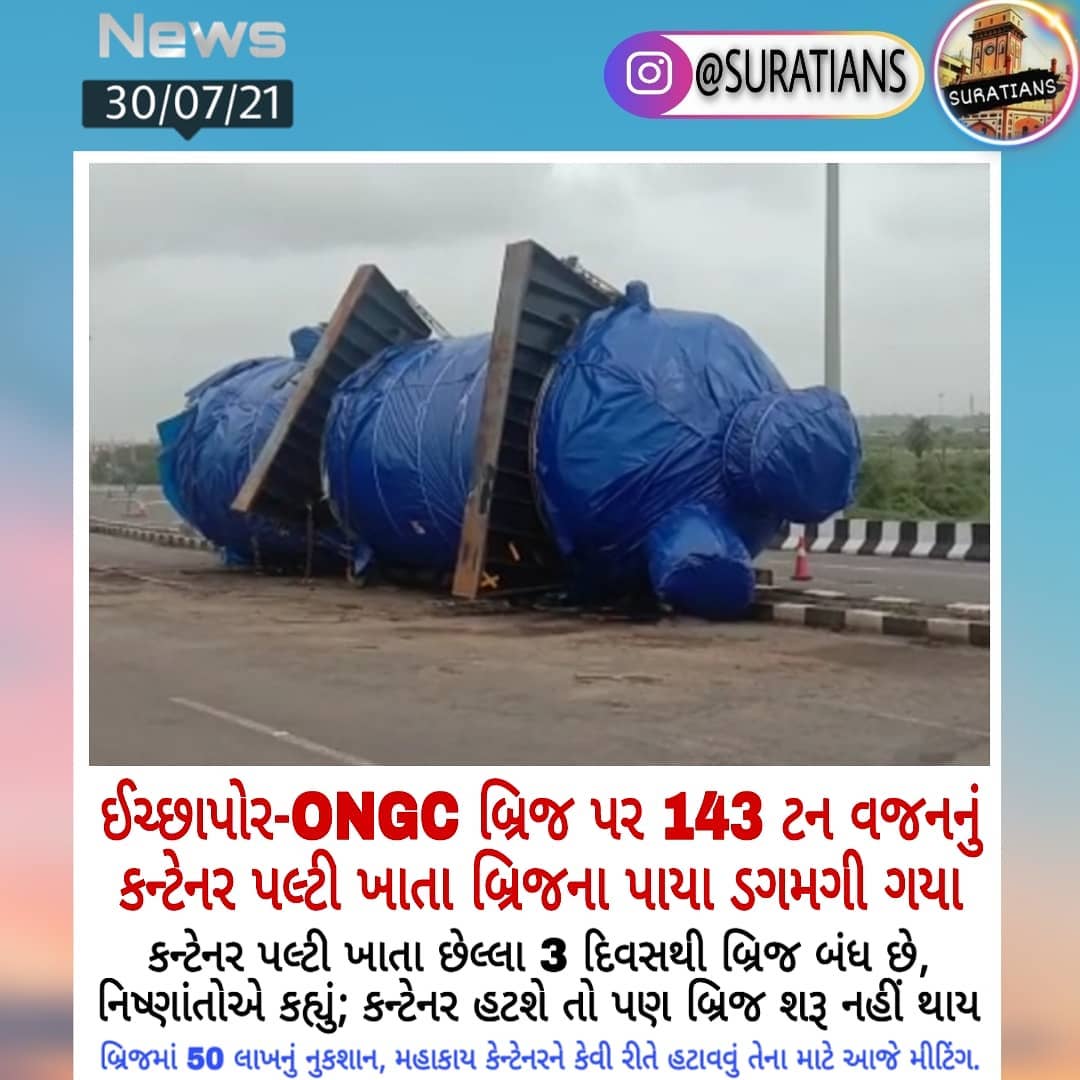 News
30/07/21
@SURATIANS
SURATIANS
ઈચ્છાપોર-ONGC બ્રિજ પર 143 ટન વજનનું
કન્ટેનર પલ્ટી ખાતા બ્રિજના પાયા ડગમગી ગયા
કન્ટેનર પલ્ટી ખાતા છેલ્લા 3 દિવસથી બ્રિજ બંધ છે,
નિષ્ણાંતોએ કહ્યું; કન્ટેનર હટશે તો પણ બ્રિજ શરૂ નહીં થાય
બ્રિજમાં 50 લાખનું નુકશાન, મહાકાય કેન્ટેનરને કેવી રીતે હટાવવું તેના માટે આજે મીટિંગ.